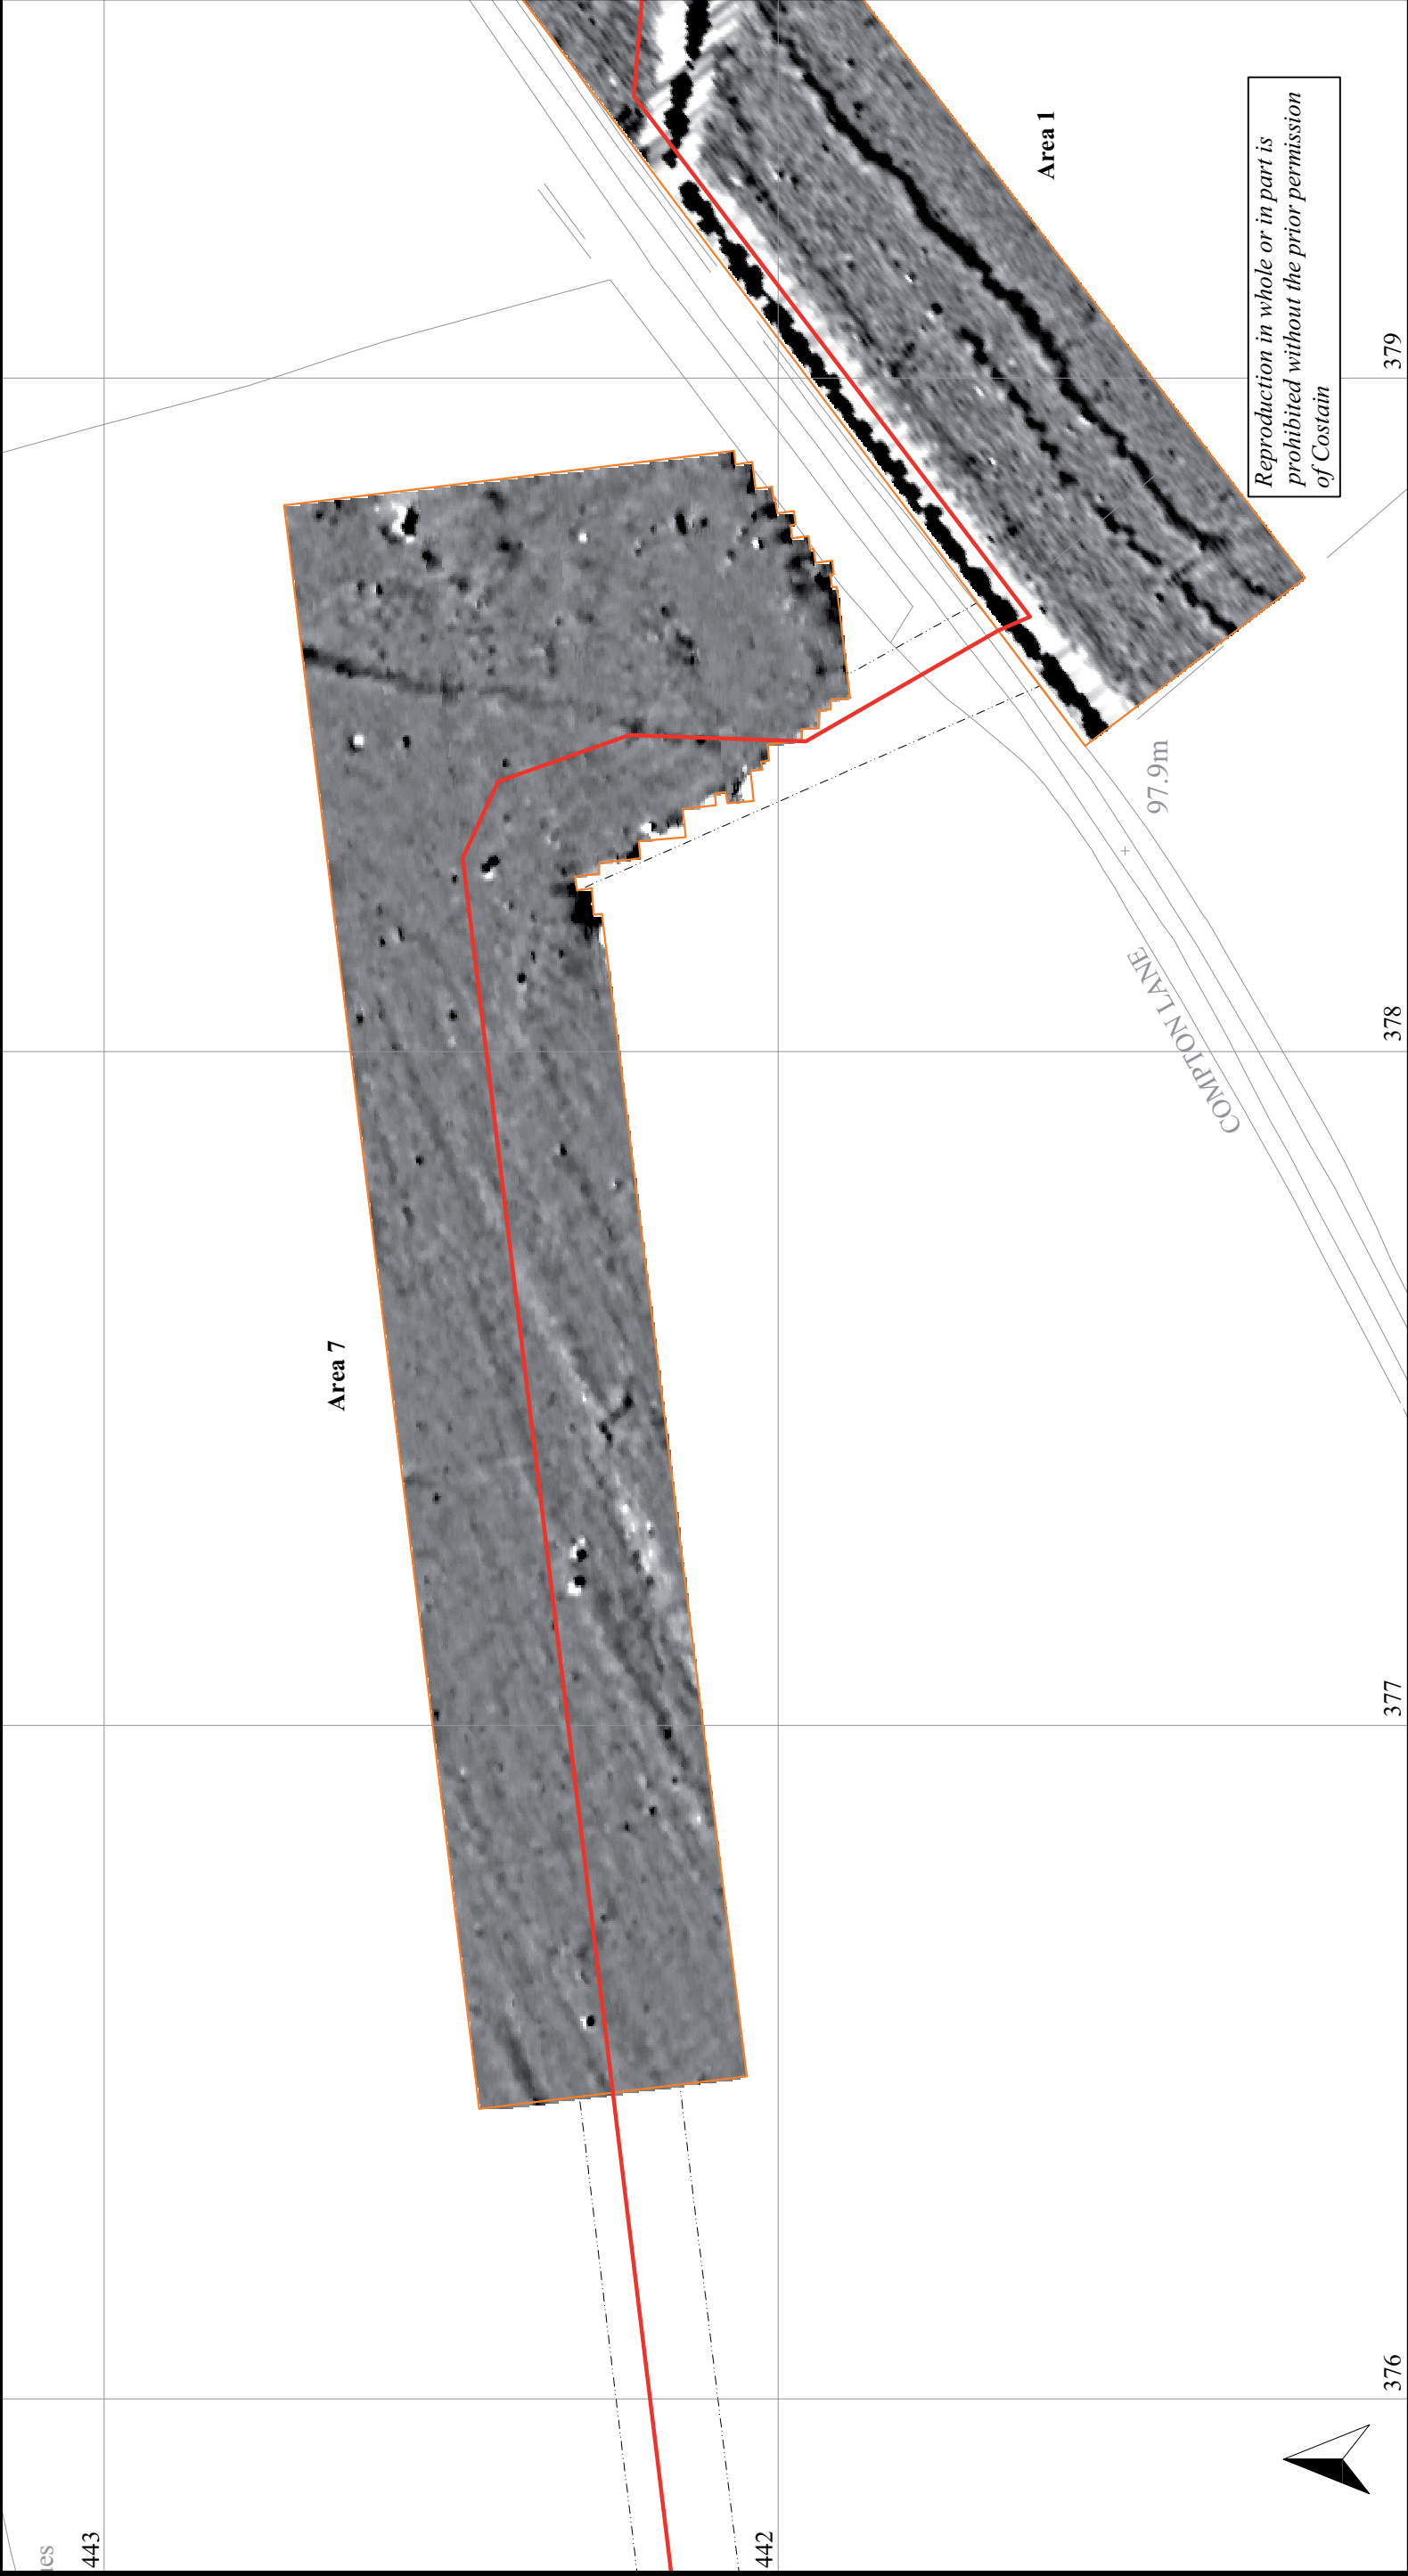 Area 1
Reproduction in whole or in part is
prohibited without the prior permission
of Costain
379
97.9m
COMPTON LANE
378
Area 7
377
376
443
442